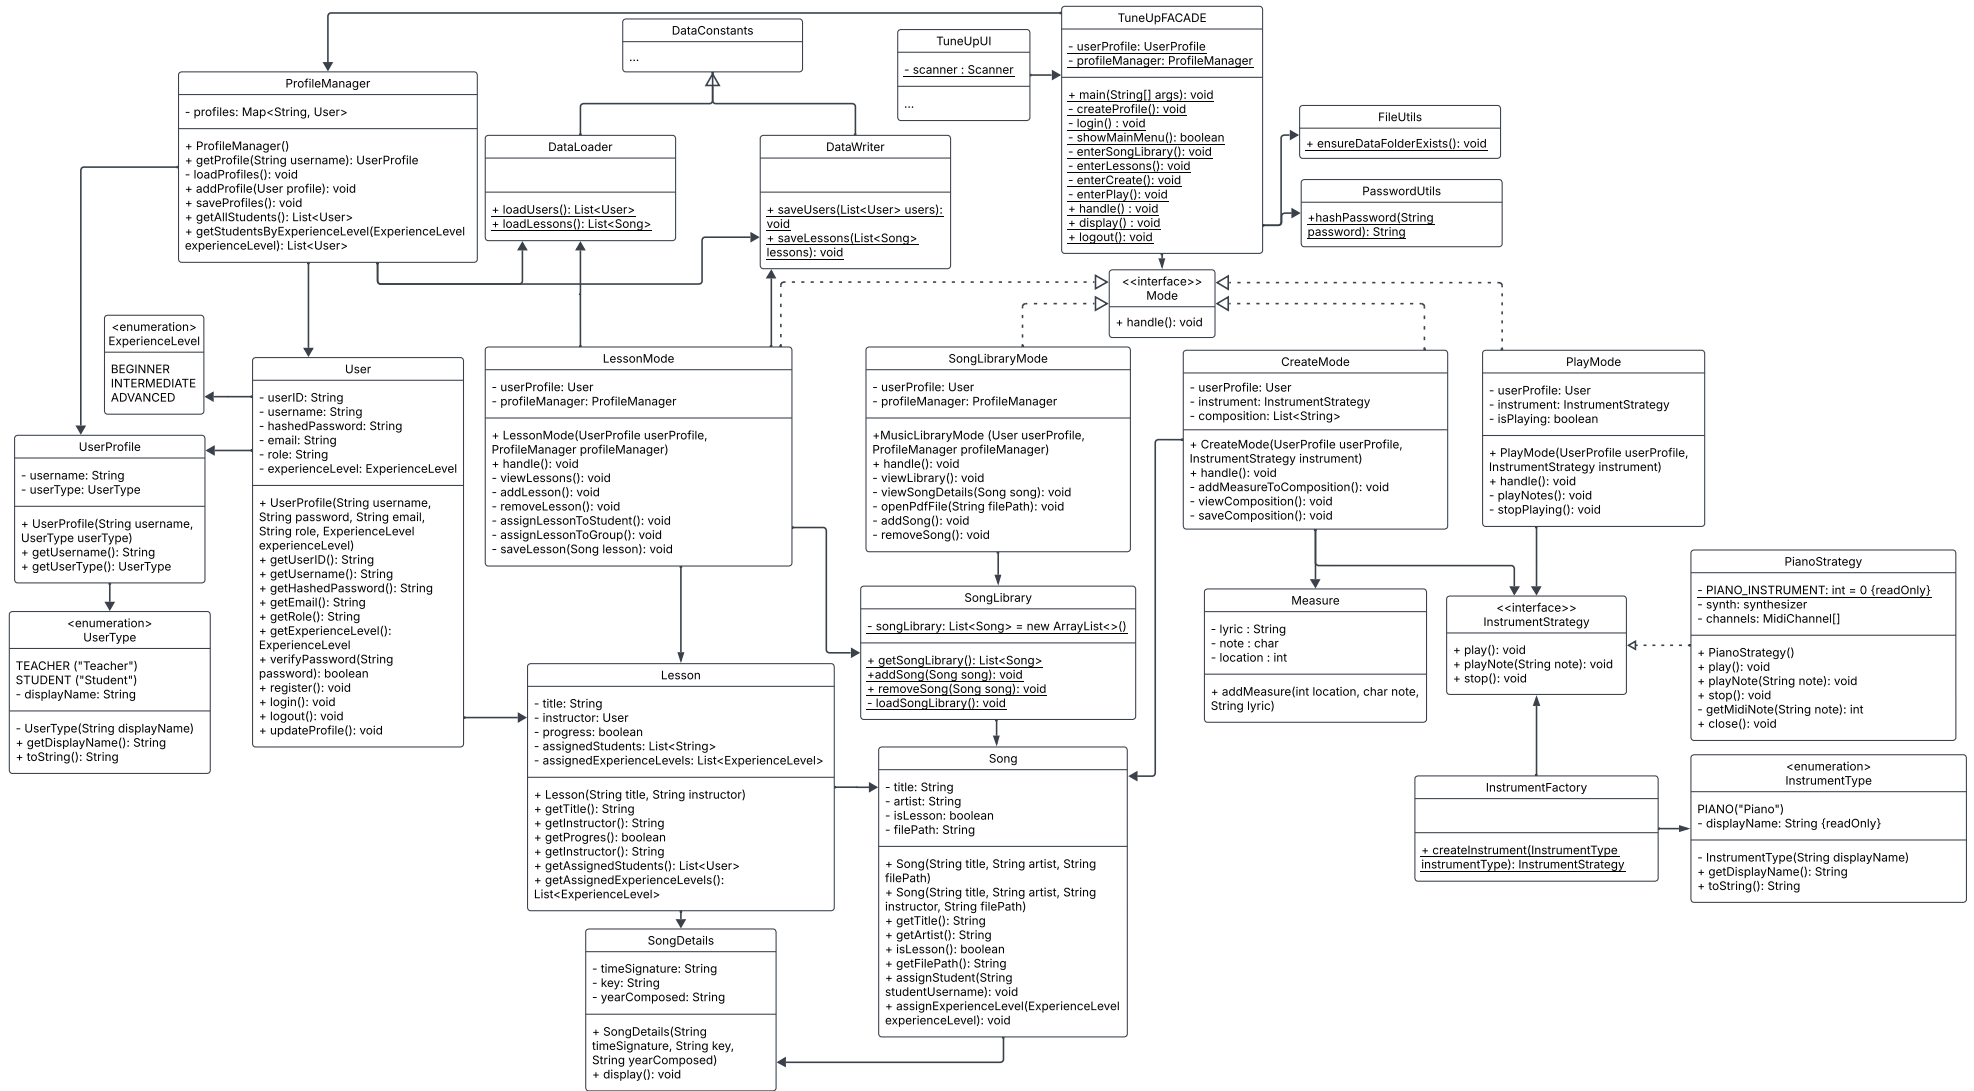 TuneUpFACADE
- userProfile: UserProfile
- profileManager: ProfileManager
+ main(String[] args): void
- createProfile(): void
- login() : void
- showMainMenu(): boolean
- enterSongLibrary(): void
- enterLessons(): void
- enterCreate(): void
- enterPlay(): void
+ handle() : void
+ display() : void
+ logout(): void
DataConstants
...
TuneUpUI
- scanner : Scanner
...
ProfileManager
- profiles: Map<String, User>
+ ProfileManager()
+ getProfile(String username): UserProfile
- loadProfiles(): void
+ addProfile(User profile): void
+ saveProfiles(): void
+ getAllStudents(): List<User>
+ getStudentsByExperienceLevel(ExperienceLevel
experienceLevel): List<User>
DataLoader
+ loadUsers(): List<User>
+ loadLessons(): List<Song>
DataWriter
+ saveUsers(List<User> users):
void
+ saveLessons(List<Song>
lessons): void
FileUtils
+ ensureDataFolderExists(): void
PasswordUtils
+hashPassword(String
password): String
<<interface>>
Mode
+ handle(): void
<enumeration>
ExperienceLevel
BEGINNER
INTERMEDIATE
ADVANCED
User
- userID: String
- username: String
- hashedPassword: String
- email: String
- role: String
- experienceLevel: ExperienceLevel
+ UserProfile(String username,
String password, String email,
String role, ExperienceLevel
experienceLevel)
+ getUserID(): String
+ getUsername(): String
+ getHashedPassword(): String
+ getEmail(): String
+ getRole(): String
+ getExperienceLevel():
ExperienceLevel
+ verifyPassword(String
password): boolean
+ register(): void
+ login(): void
+ logout(): void
+ updateProfile(): void
LessonMode
- userProfile: User
- profileManager: ProfileManager
+ LessonMode(UserProfile userProfile,
ProfileManager profileManager)
+ handle(): void
- viewLessons(): void
- addLesson(): void
- removeLesson(): void
- assignLessonToStudent(): void
- assignLessonToGroup(): void
- saveLesson(Song lesson): void
SongLibraryMode
- userProfile: User
- profileManager: ProfileManager
+MusicLibraryMode (User userProfile,
ProfileManager profileManager)
+ handle(): void
- viewLibrary(): void
- viewSongDetails(Song song): void
- openPdfFile(String filePath): void
- addSong(): void
- removeSong(): void
CreateMode
- userProfile: User
- instrument: InstrumentStrategy
- composition: List<String>
+ CreateMode(UserProfile userProfile,
InstrumentStrategy instrument)
+ handle(): void
- addMeasureToComposition(): void
- viewComposition(): void
- saveComposition(): void
PlayMode
- userProfile: User
- instrument: InstrumentStrategy
- isPlaying: boolean
+ PlayMode(UserProfile userProfile,
InstrumentStrategy instrument)
+ handle(): void
- playNotes(): void
- stopPlaying(): void
UserProfile
- username: String
- userType: UserType
+ UserProfile(String username,
UserType userType)
+ getUsername(): String
+ getUserType(): UserType
<enumeration>
UserType
TEACHER ("Teacher")
STUDENT ("Student")
- displayName: String
- UserType(String displayName)
+ getDisplayName(): String
+ toString(): String
SongLibrary
- songLibrary: List<Song> = new ArrayList<>()
+ getSongLibrary(): List<Song>
+addSong(Song song): void
+ removeSong(Song song): void
- loadSongLibrary(): void
Measure
- lyric : String
- note : char
- location : int
+ addMeasure(int location, char note,
String lyric)
<<interface>>
InstrumentStrategy
+ play(): void
+ playNote(String note): void
+ stop(): void
PianoStrategy
- PIANO_INSTRUMENT: int = 0 {readOnly}
- synth: synthesizer
- channels: MidiChannel[]
+ PianoStrategy()
+ play(): void
+ playNote(String note): void
+ stop(): void
- getMidiNote(String note): int
+ close(): void
Lesson
- title: String
- instructor: User
- progress: boolean
- assignedStudents: List<String>
- assignedExperienceLevels: List<ExperienceLevel>
+ Lesson(String title, String instructor)
+ getTitle(): String
+ getInstructor(): String
+ getProgres(): boolean
+ getInstructor(): String
+ getAssignedStudents(): List<User>
+ getAssignedExperienceLevels():
List<ExperienceLevel>
Song
- title: String
- artist: String
- isLesson: boolean
- filePath: String
+ Song(String title, String artist, String
filePath)
+ Song(String title, String artist, String
instructor, String filePath)
+ getTitle(): String
+ getArtist(): String
+ isLesson(): boolean
+ getFilePath(): String
+ assignStudent(String
studentUsername): void
+ assignExperienceLevel(ExperienceLevel
experienceLevel): void
InstrumentFactory
+ createInstrument(InstrumentType
instrumentType): InstrumentStrategy
<enumeration>
InstrumentType
PIANO("Piano")
- displayName: String {readOnly}
- InstrumentType(String displayName)
+ getDisplayName(): String
+ toString(): String
SongDetails
- timeSignature: String
- key: String
- yearComposed: String
+ SongDetails(String
timeSignature, String key,
String yearComposed)
+ display(): void